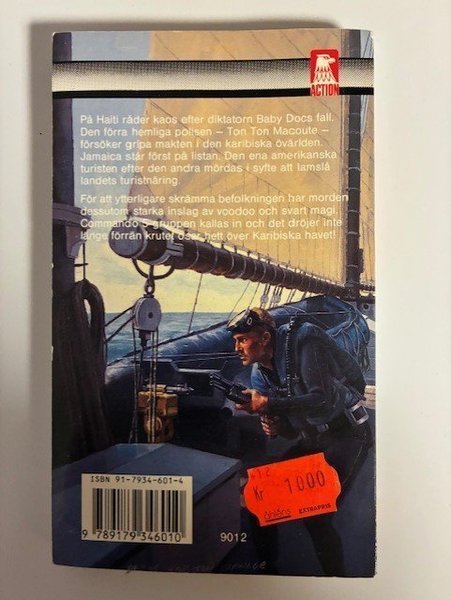 ACTION
På Haiti råder kaos efter diktatorn Baby Docs fall.
Den förra hemliga polisen – Ton Ton Macoute –
försöker gripa makten i den karibiska övärlden.
Jamaica står först på listan. Den ena amerikanska
turisten efter den andra mördas i syfte att lamslå
landets turistnäring.
För att ytterligare skrämma befolkningen har morden
dessutom starka inslag av voodoo och svart magi.
Commando 5-gruppen kallas in och det dröjer inte
länge förrän krutet osar hett över Karibiska havet!
ISBN 91-7934-601-4
9 789179 346010
9012
Kr 1000
åhléns EXTRAPRIS